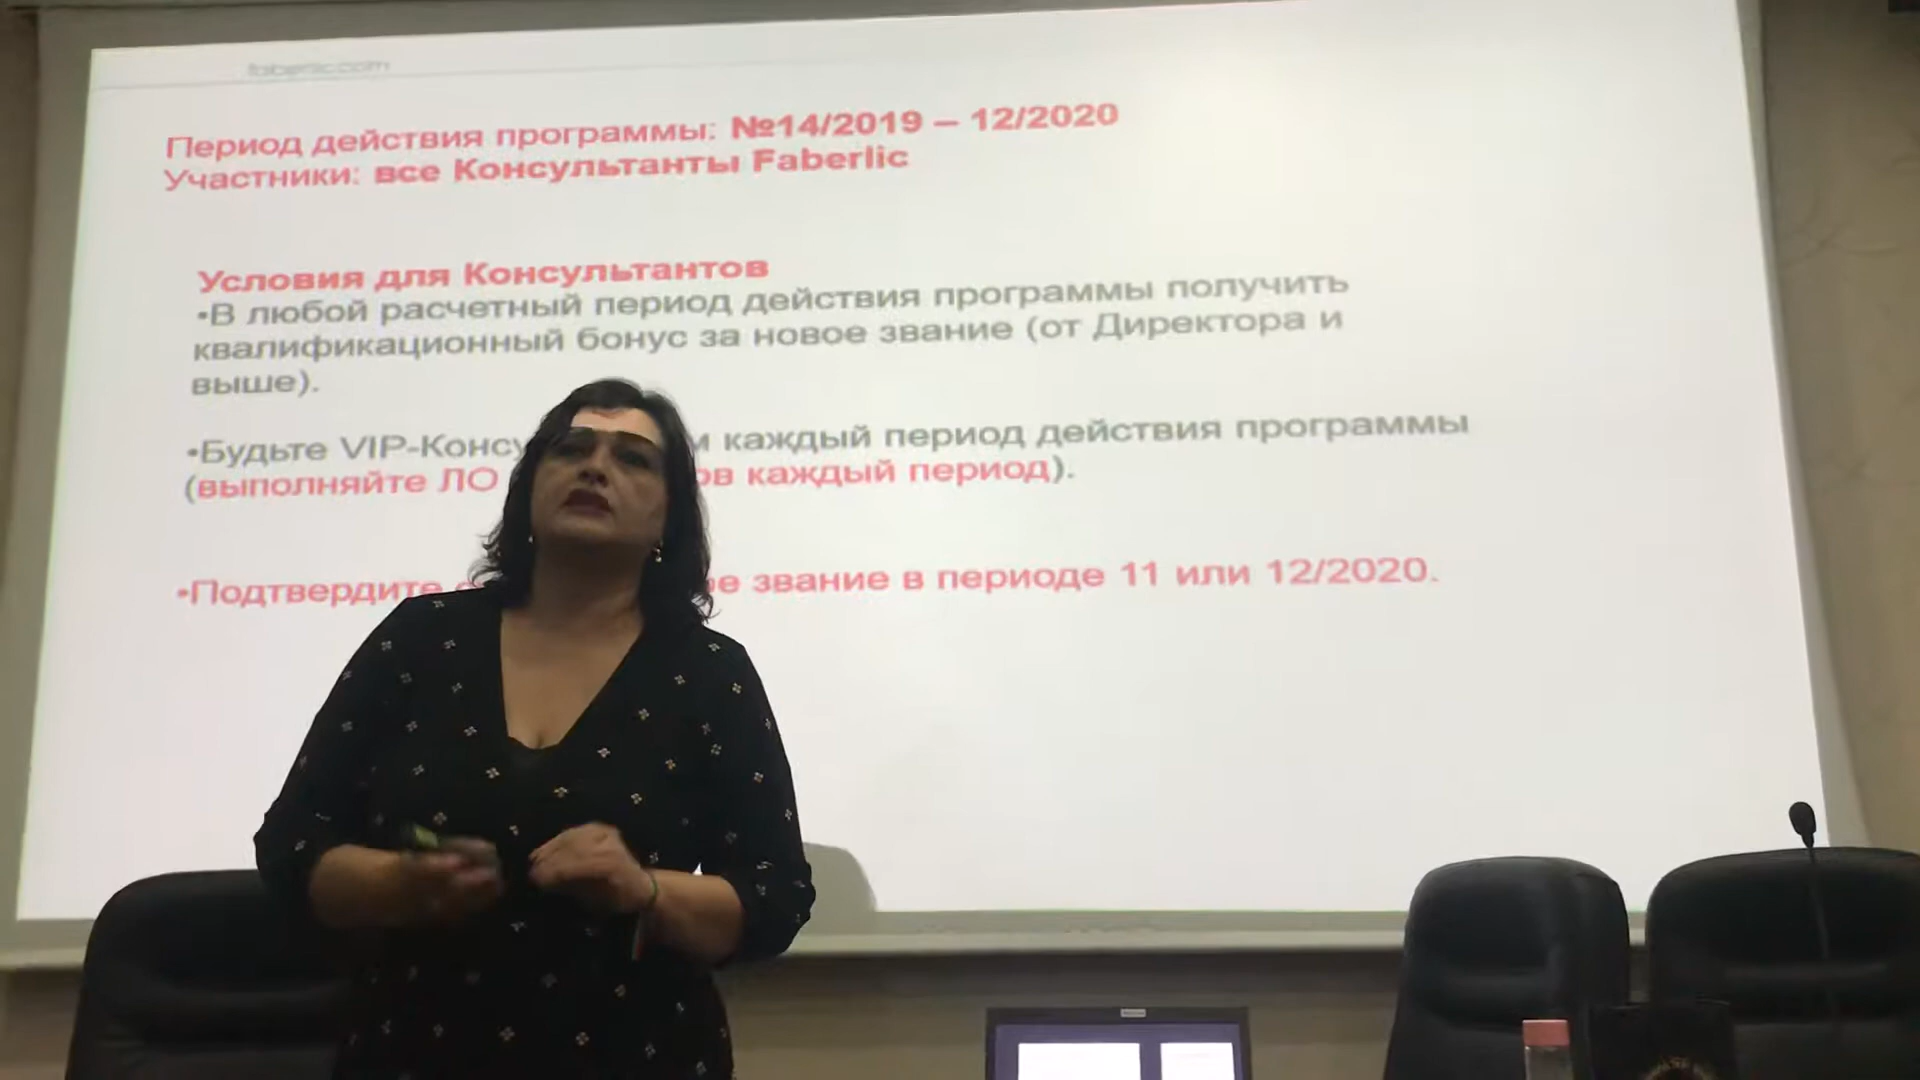 faberlic.com
Период действия программы: №14/2019 – 12/2020
Участники: все Консультанты Faberlic
Условия для Консультантов
•В любой расчетный период действия программы получить
квалификационный бонус за новое звание (от Директора и
выше).
•Будьте VIP-Консу м каждый период действия программы
(выполняйте ЛО ов каждый период).
•Подтвердите звание в периоде 11 или 12/2020.